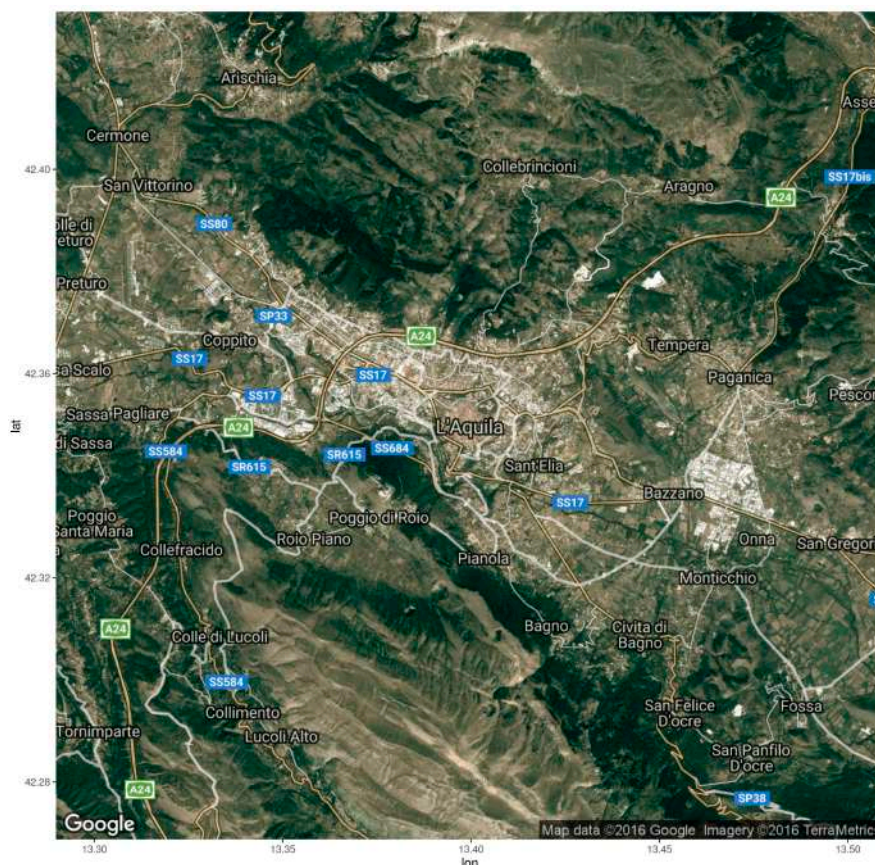 Arischia
Asse
Cermone
42.40
Collebrincioni
SS17bis
San Vittorino
Aragno
A24
SS80
olle di
Preturo
Preturo
SP33
A24
Coppito
Tempera
SS17
42.36
sa Scalo
SS17
Paganica
SS17
Pescor
Sassa Pagliare
L'Aquila
lat
A24
di Sassa
SS584
SR615
SR615
SS684
Sant'Elia
Bazzano
SS17
Poggio
Santa Maria
Poggio di Roio
Roio Piano
Collefracido
Onna
San Gregori
Pianola
42.32
Monticchio
A24
Bagno
Civita di
Bagno
Colle di Lucoli
SS584
San Felice
D'ocre
Fossa
Collimento
Tornimparte
Lucoli Alto
San Panfilo
D'ocre
42.28
A24
SP38
Google
Map data ©2016 Google Imagery ©2016 TerraMetrics
13.30
13.35
13.40
13.45
13.50
lon